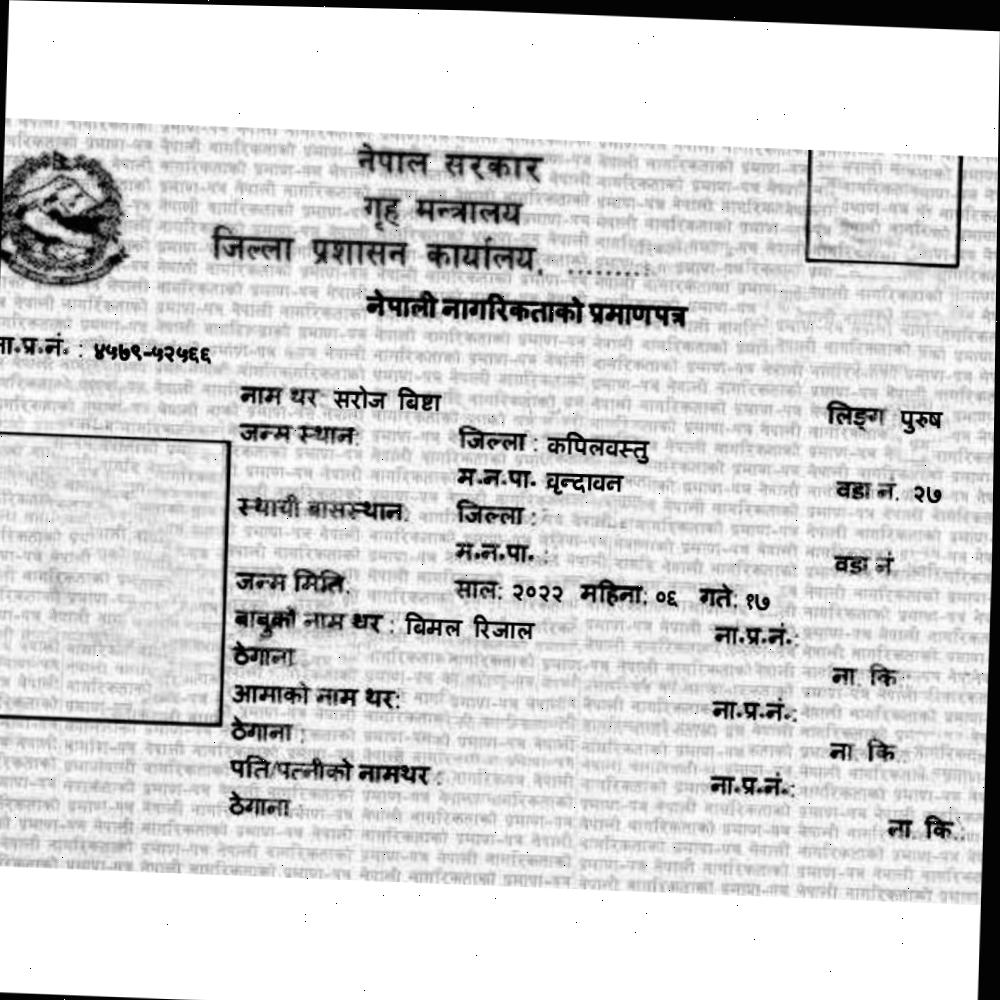 नेपाल सरकार
गृह मन्त्रालय
जिल्ला प्रशासन कार्यालय, .........
नेपाली नागरिकताको प्रमाणपत्र
ना.प्र.नं. : ४५७९-५२५६६
नाम थर: सरोज बिष्टा लिङ्ग पुरुष
जन्म स्थान: जिल्ला : कपिलवस्तु
म.न.पा. वृन्दावन वडा नं. २७
स्थायी बासस्थान: जिल्ला :
म.न.पा. : वडा नं
जन्म मिति: साल: २०२२ महिना: ०६ गते: १७
बाबुको नाम थर : बिमल रिजाल ना.प्र.नं.:
ठेगाना ना. कि.:
आमाको नाम थर: ना.प्र.नं.:
ठेगाना : ना. कि.
पति/पत्नीको नामथर : ना.प्र.नं.:
ठेगाना : ना. कि.: